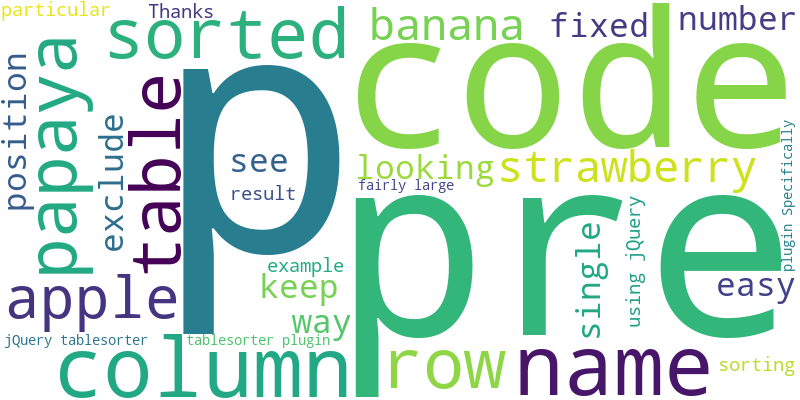 particular
Thanks
sorted
banana
fixed
number
code
position
papaya
exclude
table
p
see
result
looking
strawberry
fairly large
pre
plugin Specifically
using jQuery
single
easy
example
keep
way
apple
jQuery tablesorter
tablesorter plugin
column
row
name
sorting